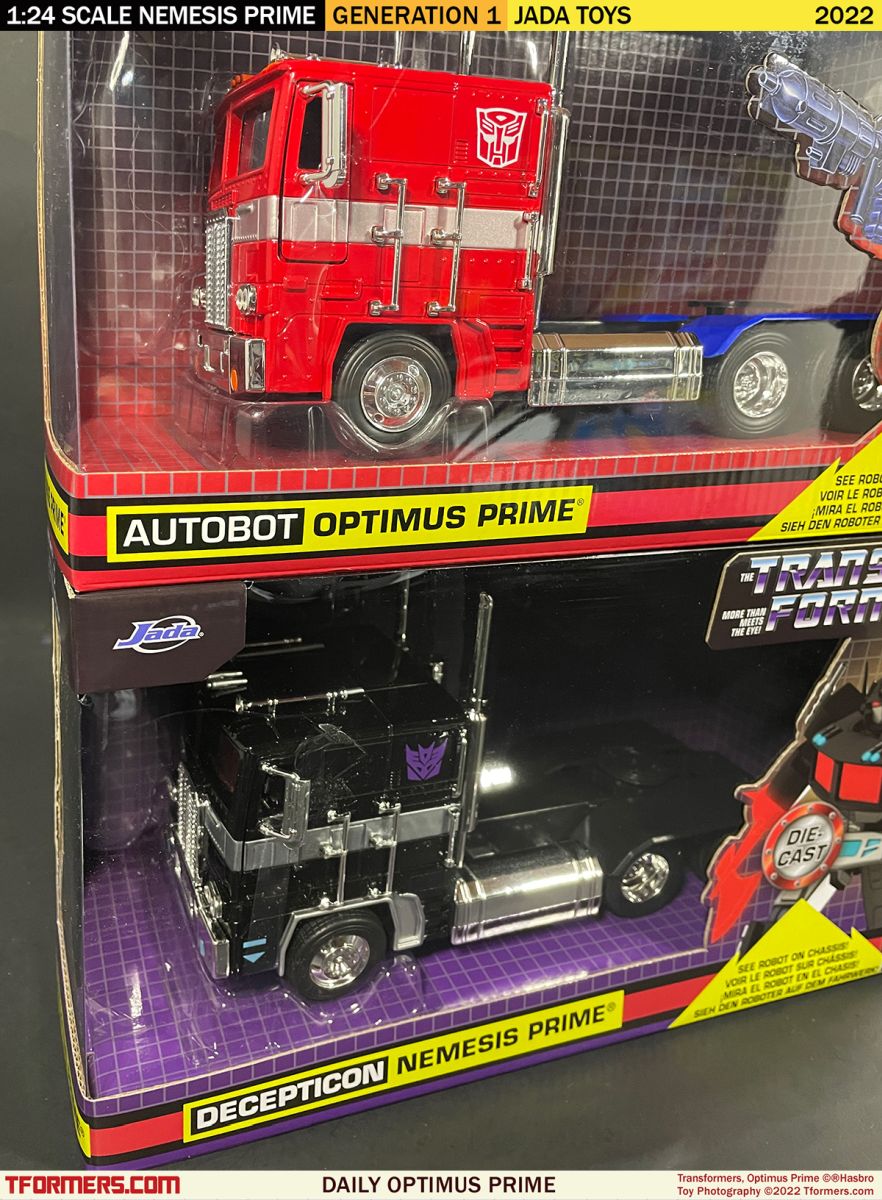 1:24 SCALE NEMESIS PRIME GENERATION 1 JADA TOYS 2022
AUTOBOT OPTIMUS PRIME®
SEE
VOIR LE
¡MIRA EL
SIEH DEN ROBOTER
Jada®
THE
MORE THAN
MEETS
THE EYE!
DIE-
CAST
SEE ROBOT ON CHASSIS!
VOIR LE ROBOT SUR CHÂSSIS!
¡MIRA EL ROBOT EN EL CHASIS!
SIEH DEN ROBOTER AUF DEM FAHRWERK!
DECEPTICON NEMESIS PRIME®
TFORMERS.COM
DAILY OPTIMUS PRIME
Transformers, Optimus Prime ©®Hasbro
Toy Photography ©2022 Tformers.com